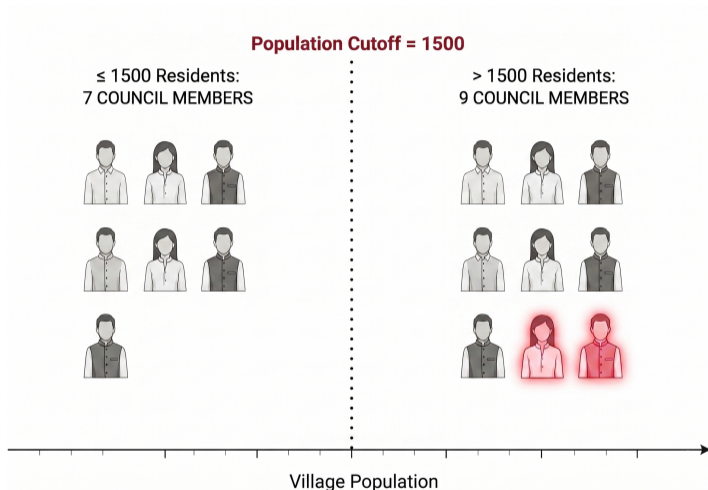 Population Cutoff = 1500
≤ 1500 Residents:
7 COUNCIL MEMBERS
> 1500 Residents:
9 COUNCIL MEMBERS
Village Population